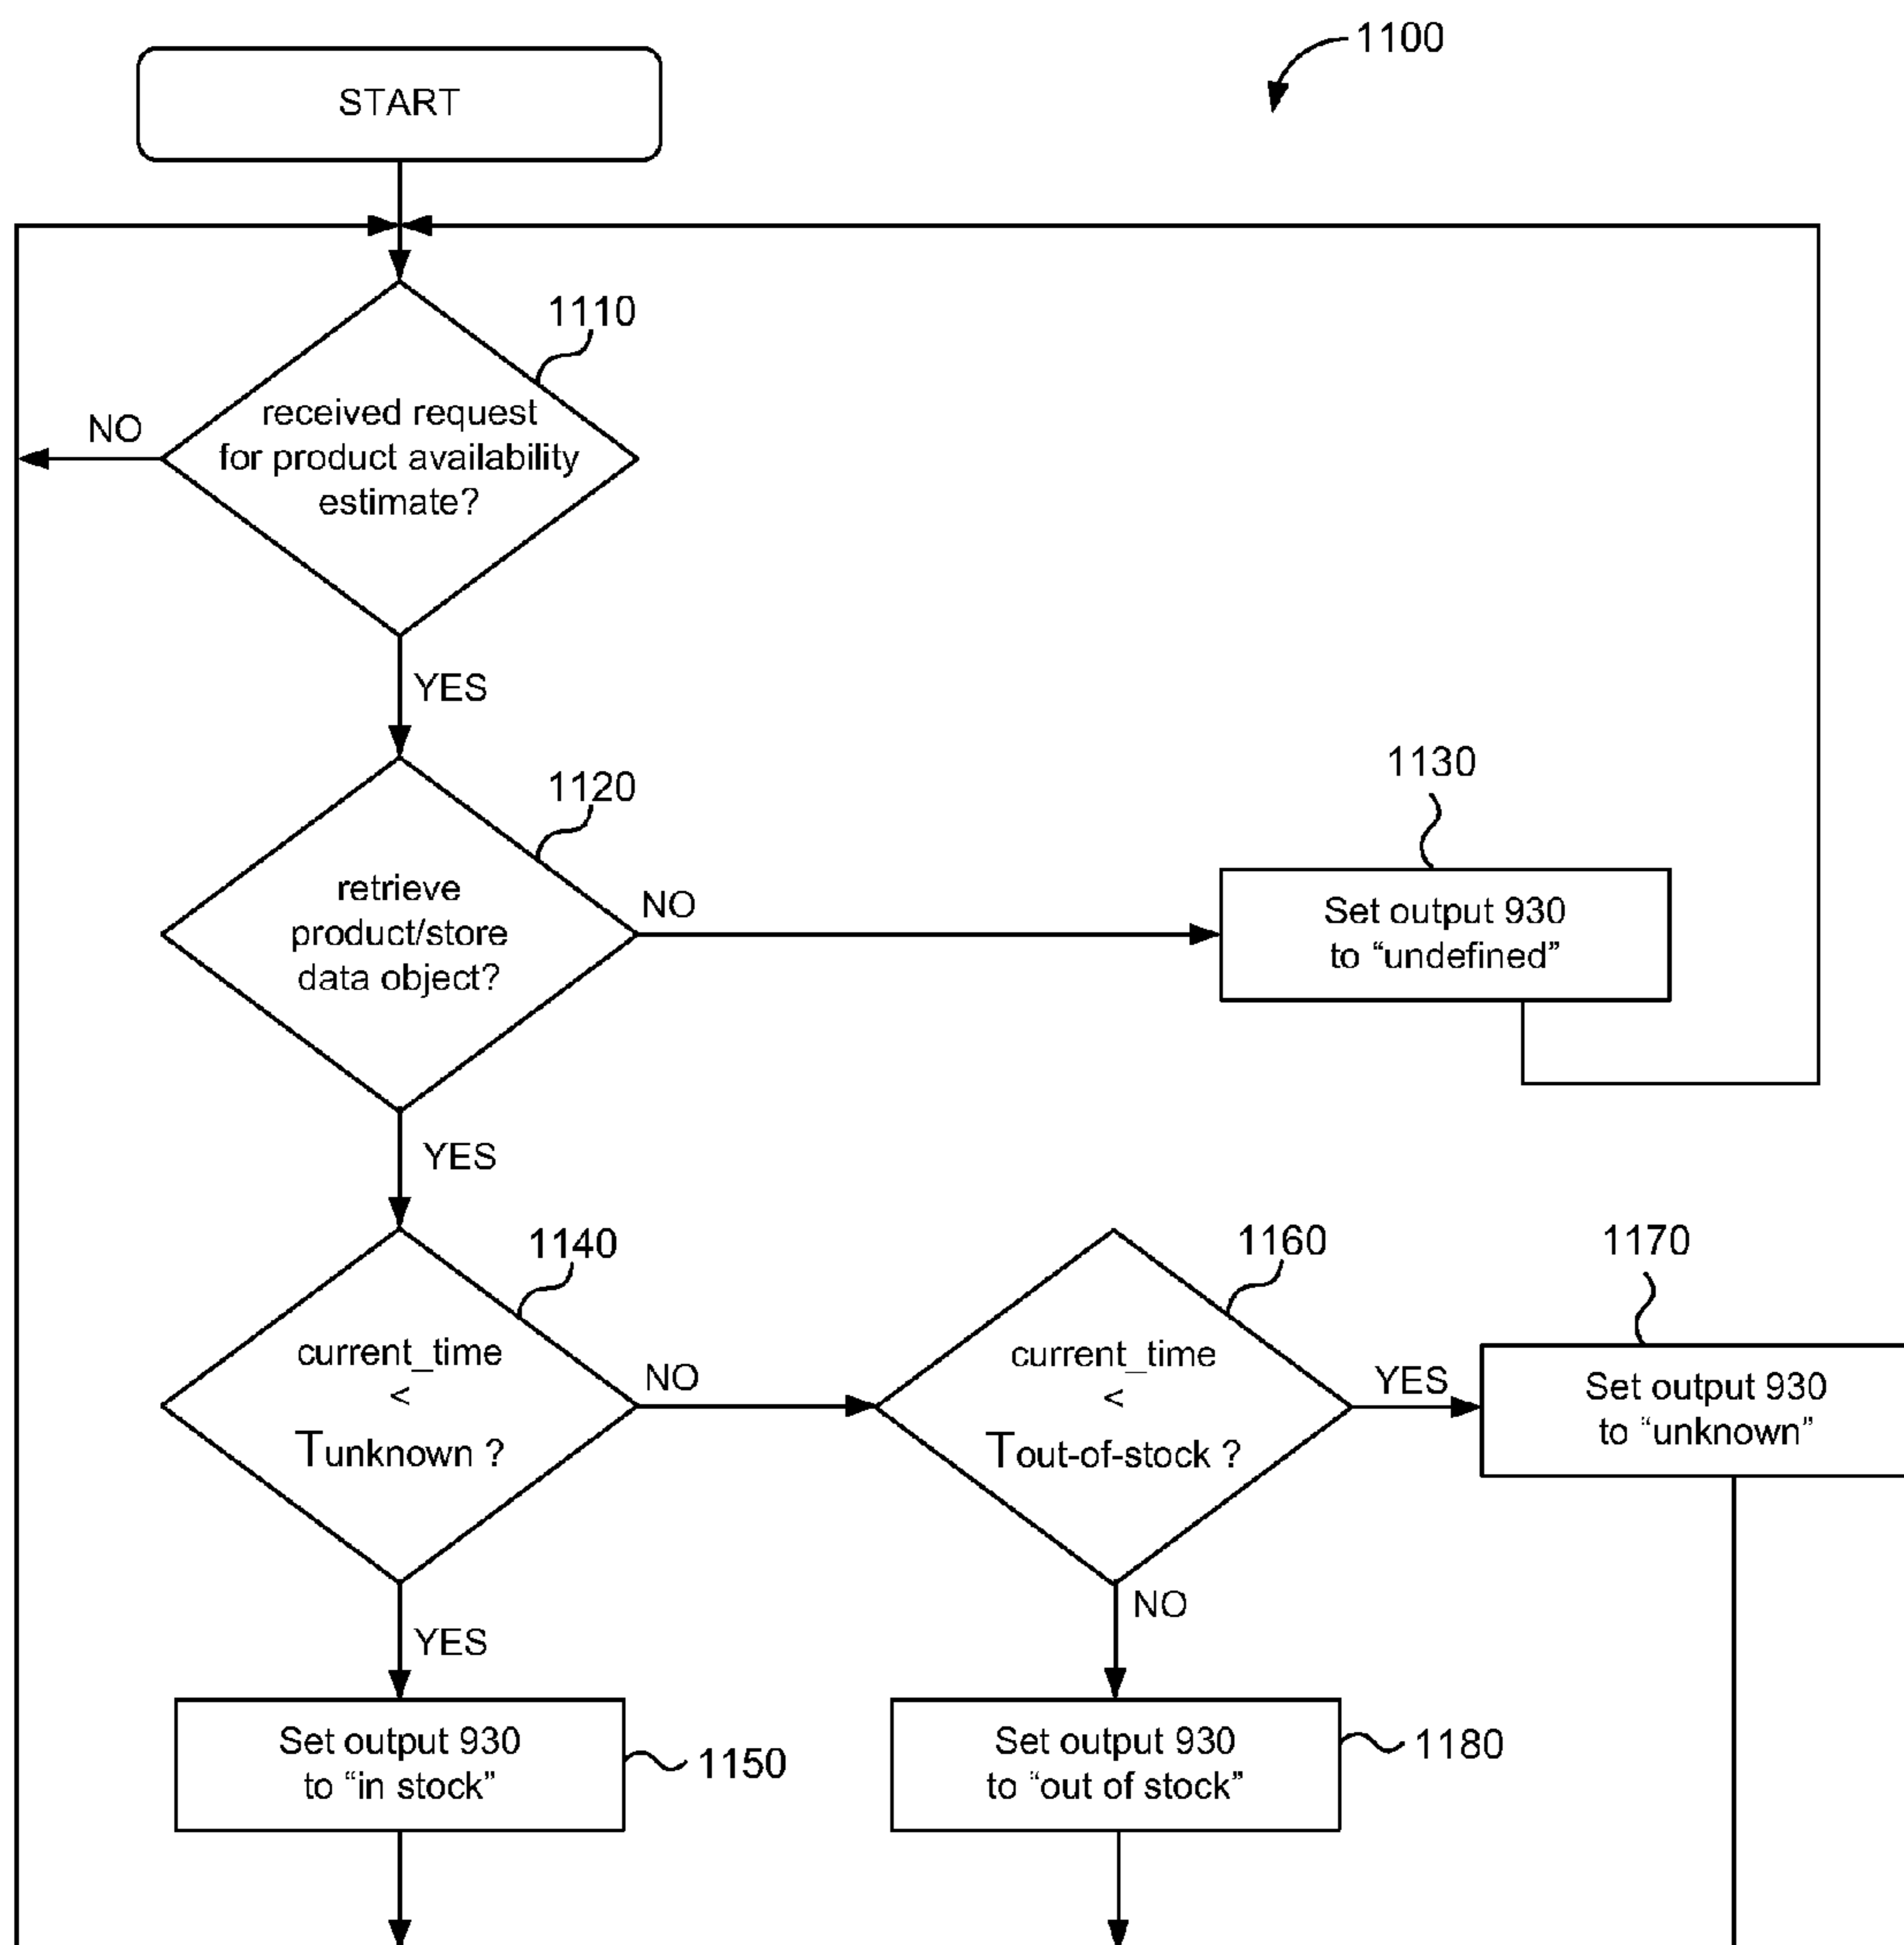 1100
START
1110
received request
for product availability
estimate?
NO
YES
1120
retrieve
product/store
data object?
NO
1130
Set output 930
to “undefined”
YES
1140
current_time
<
Tunknown ?
NO
1160
current_time
<
Tout-of-stock ?
YES
1170
Set output 930
to “unknown”
YES
NO
Set output 930
to “in stock”
1150
Set output 930
to “out of stock”
1180